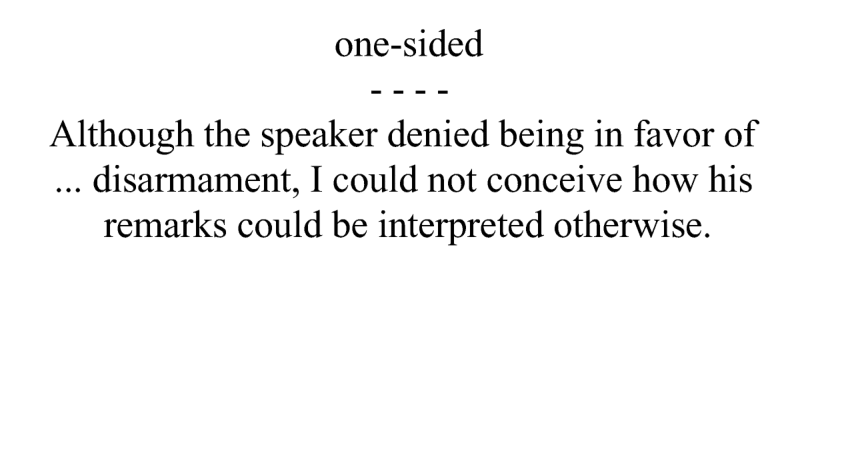 one-sided
- - - -
Although the speaker denied being in favor of
... disarmament, I could not conceive how his
remarks could be interpreted otherwise.